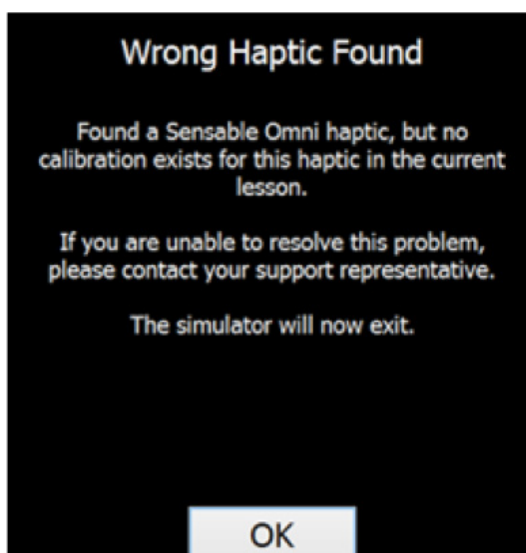 Wrong Haptic Found
Found a Sensable Omni haptic, but no
calibration exists for this haptic in the current
lesson.
If you are unable to resolve this problem,
please contact your support representative.
The simulator will now exit.
OK